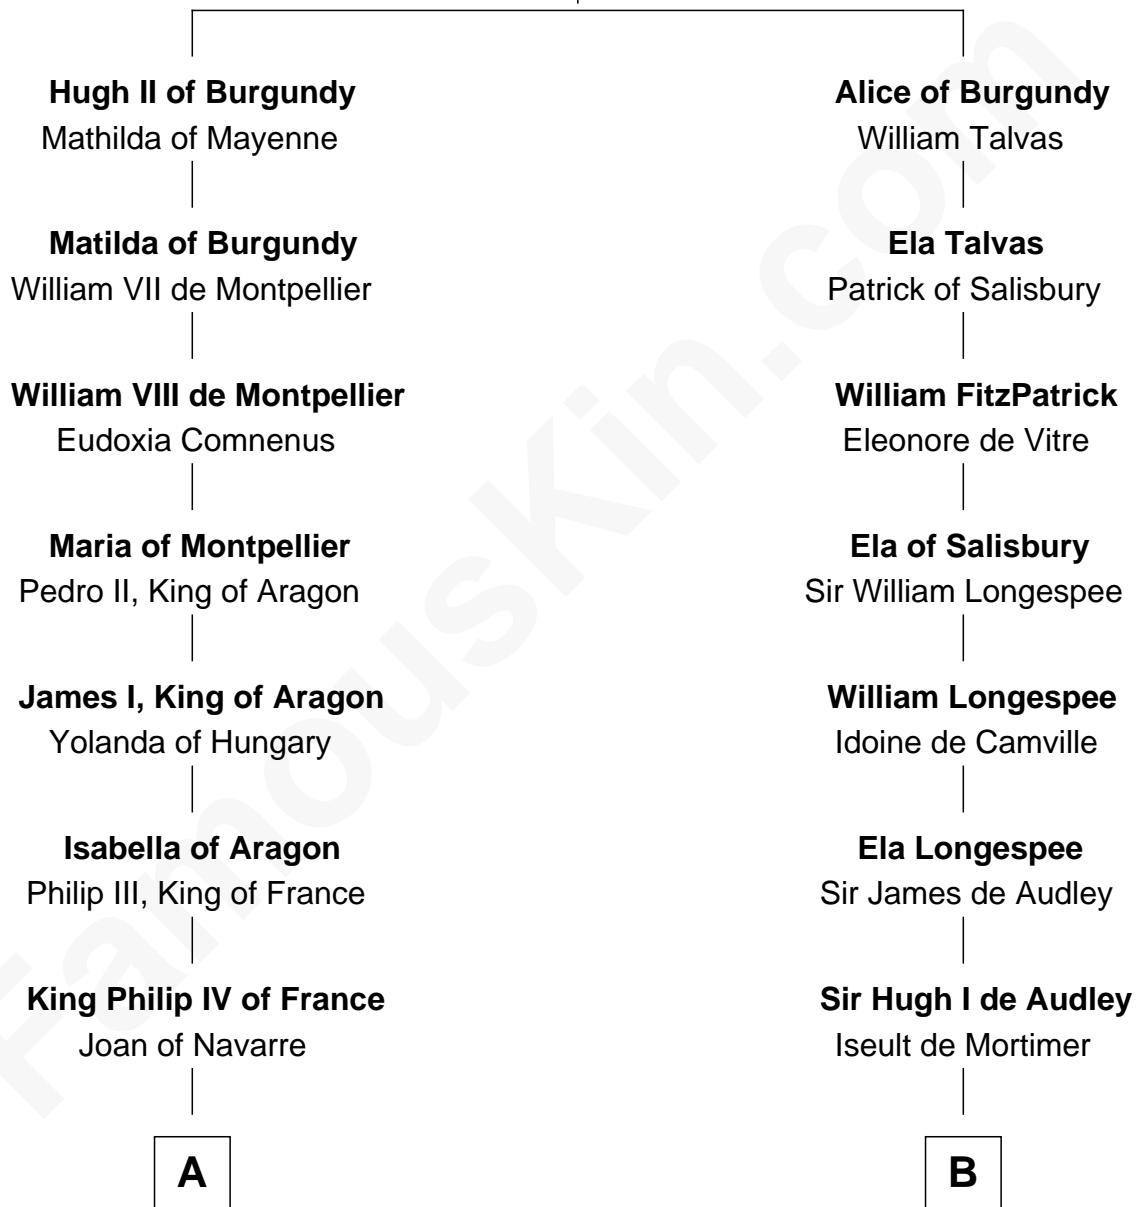 Hugh II of Burgundy
Mathilda of Mayenne
Alice of Burgundy
William Talvas
Matilda of Burgundy
William VII de Montpellier
Ela Talvas
Patrick of Salisbury
William VIII de Montpellier
Eudoxia Comnenus
William FitzPatrick
Eleonore de Vitre
Maria of Montpellier
Pedro II, King of Aragon
Ela of Salisbury
Sir William Longespee
James I, King of Aragon
Yolanda of Hungary
William Longespee
Idoine de Camville
Isabella of Aragon
Philip III, King of France
Ela Longespee
Sir James de Audley
King Philip IV of France
Joan of Navarre
Sir Hugh I de Audley
Iseult de Mortimer
A
B
FamousKin.com